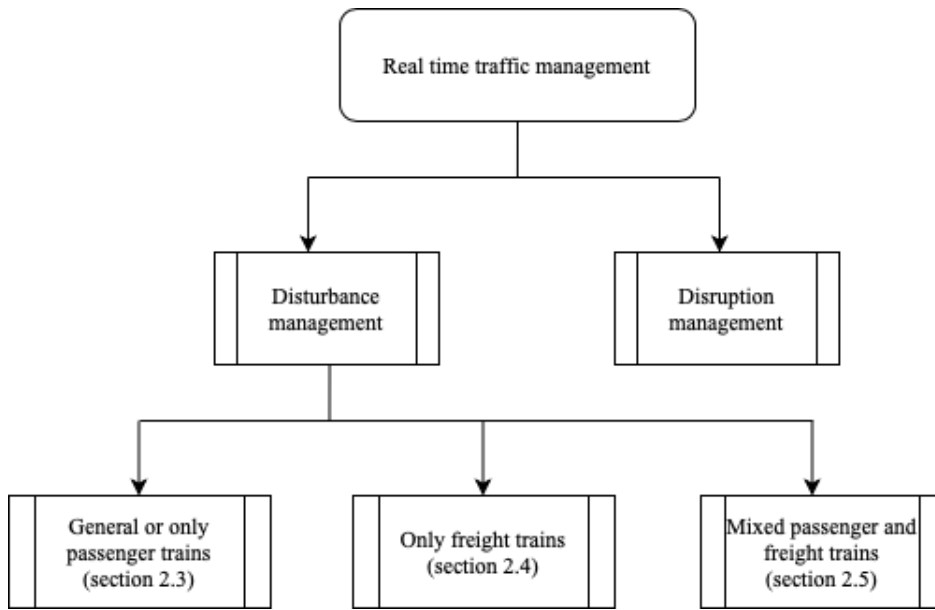 Real time traffic management
Disturbance
management
Disruption
management
General or only
passenger trains
(section 2.3)
Only freight trains
(section 2.4)
Mixed passenger and
freight trains
(section 2.5)